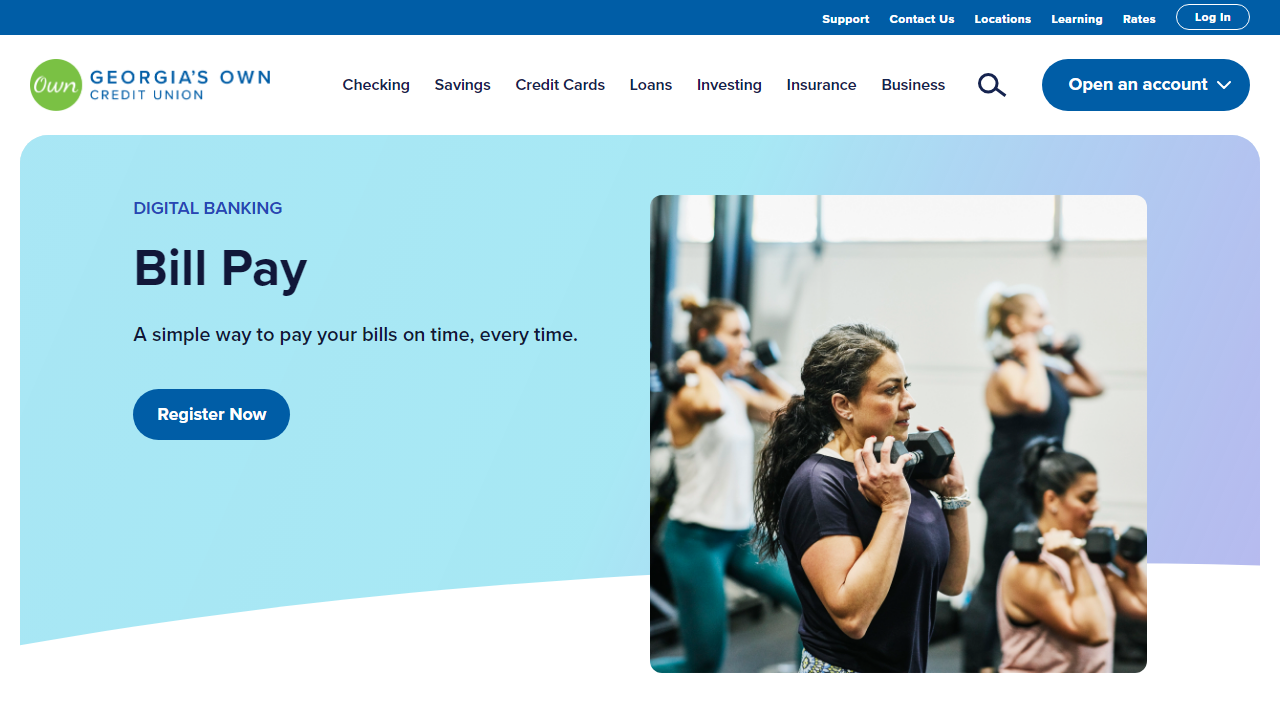 Support Contact Us Locations Learning Rates Log In
Own GEORGIA'S OWN
CREDIT UNION
Checking Savings Credit Cards Loans Investing Insurance Business Open an account
DIGITAL BANKING
Bill Pay
A simple way to pay your bills on time, every time.
Register Now